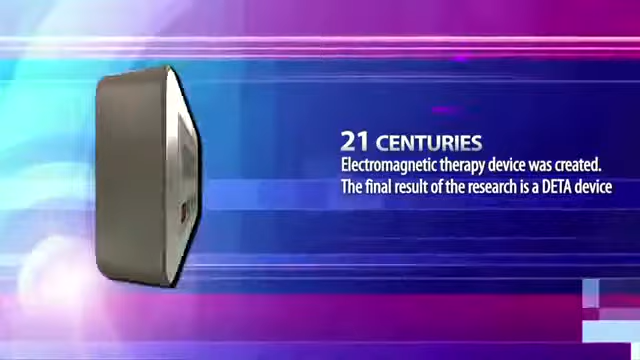 21 CENTURIES
Electromagnetic therapy device was created.
The final result of the research is a DETA device